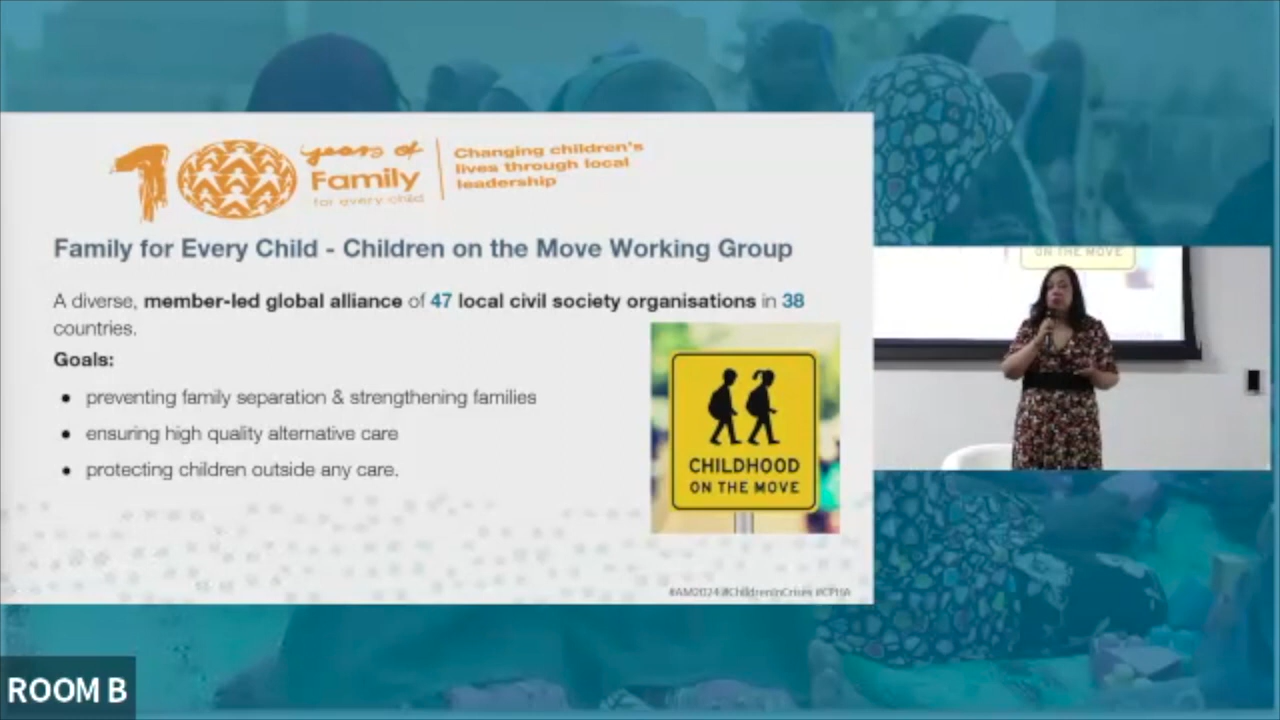 10 years of
Family
for every child
Changing children's
lives through local
leadership
Family for Every Child - Children on the Move Working Group
A diverse, member-led global alliance of 47 local civil society organisations in 38
countries.
Goals:
• preventing family separation & strengthening families
• ensuring high quality alternative care
• protecting children outside any care.
CHILDHOOD
ON THE MOVE
#AM2024 #ChildrenInCrises #CPHA
ON THE MOVE
ROOM B